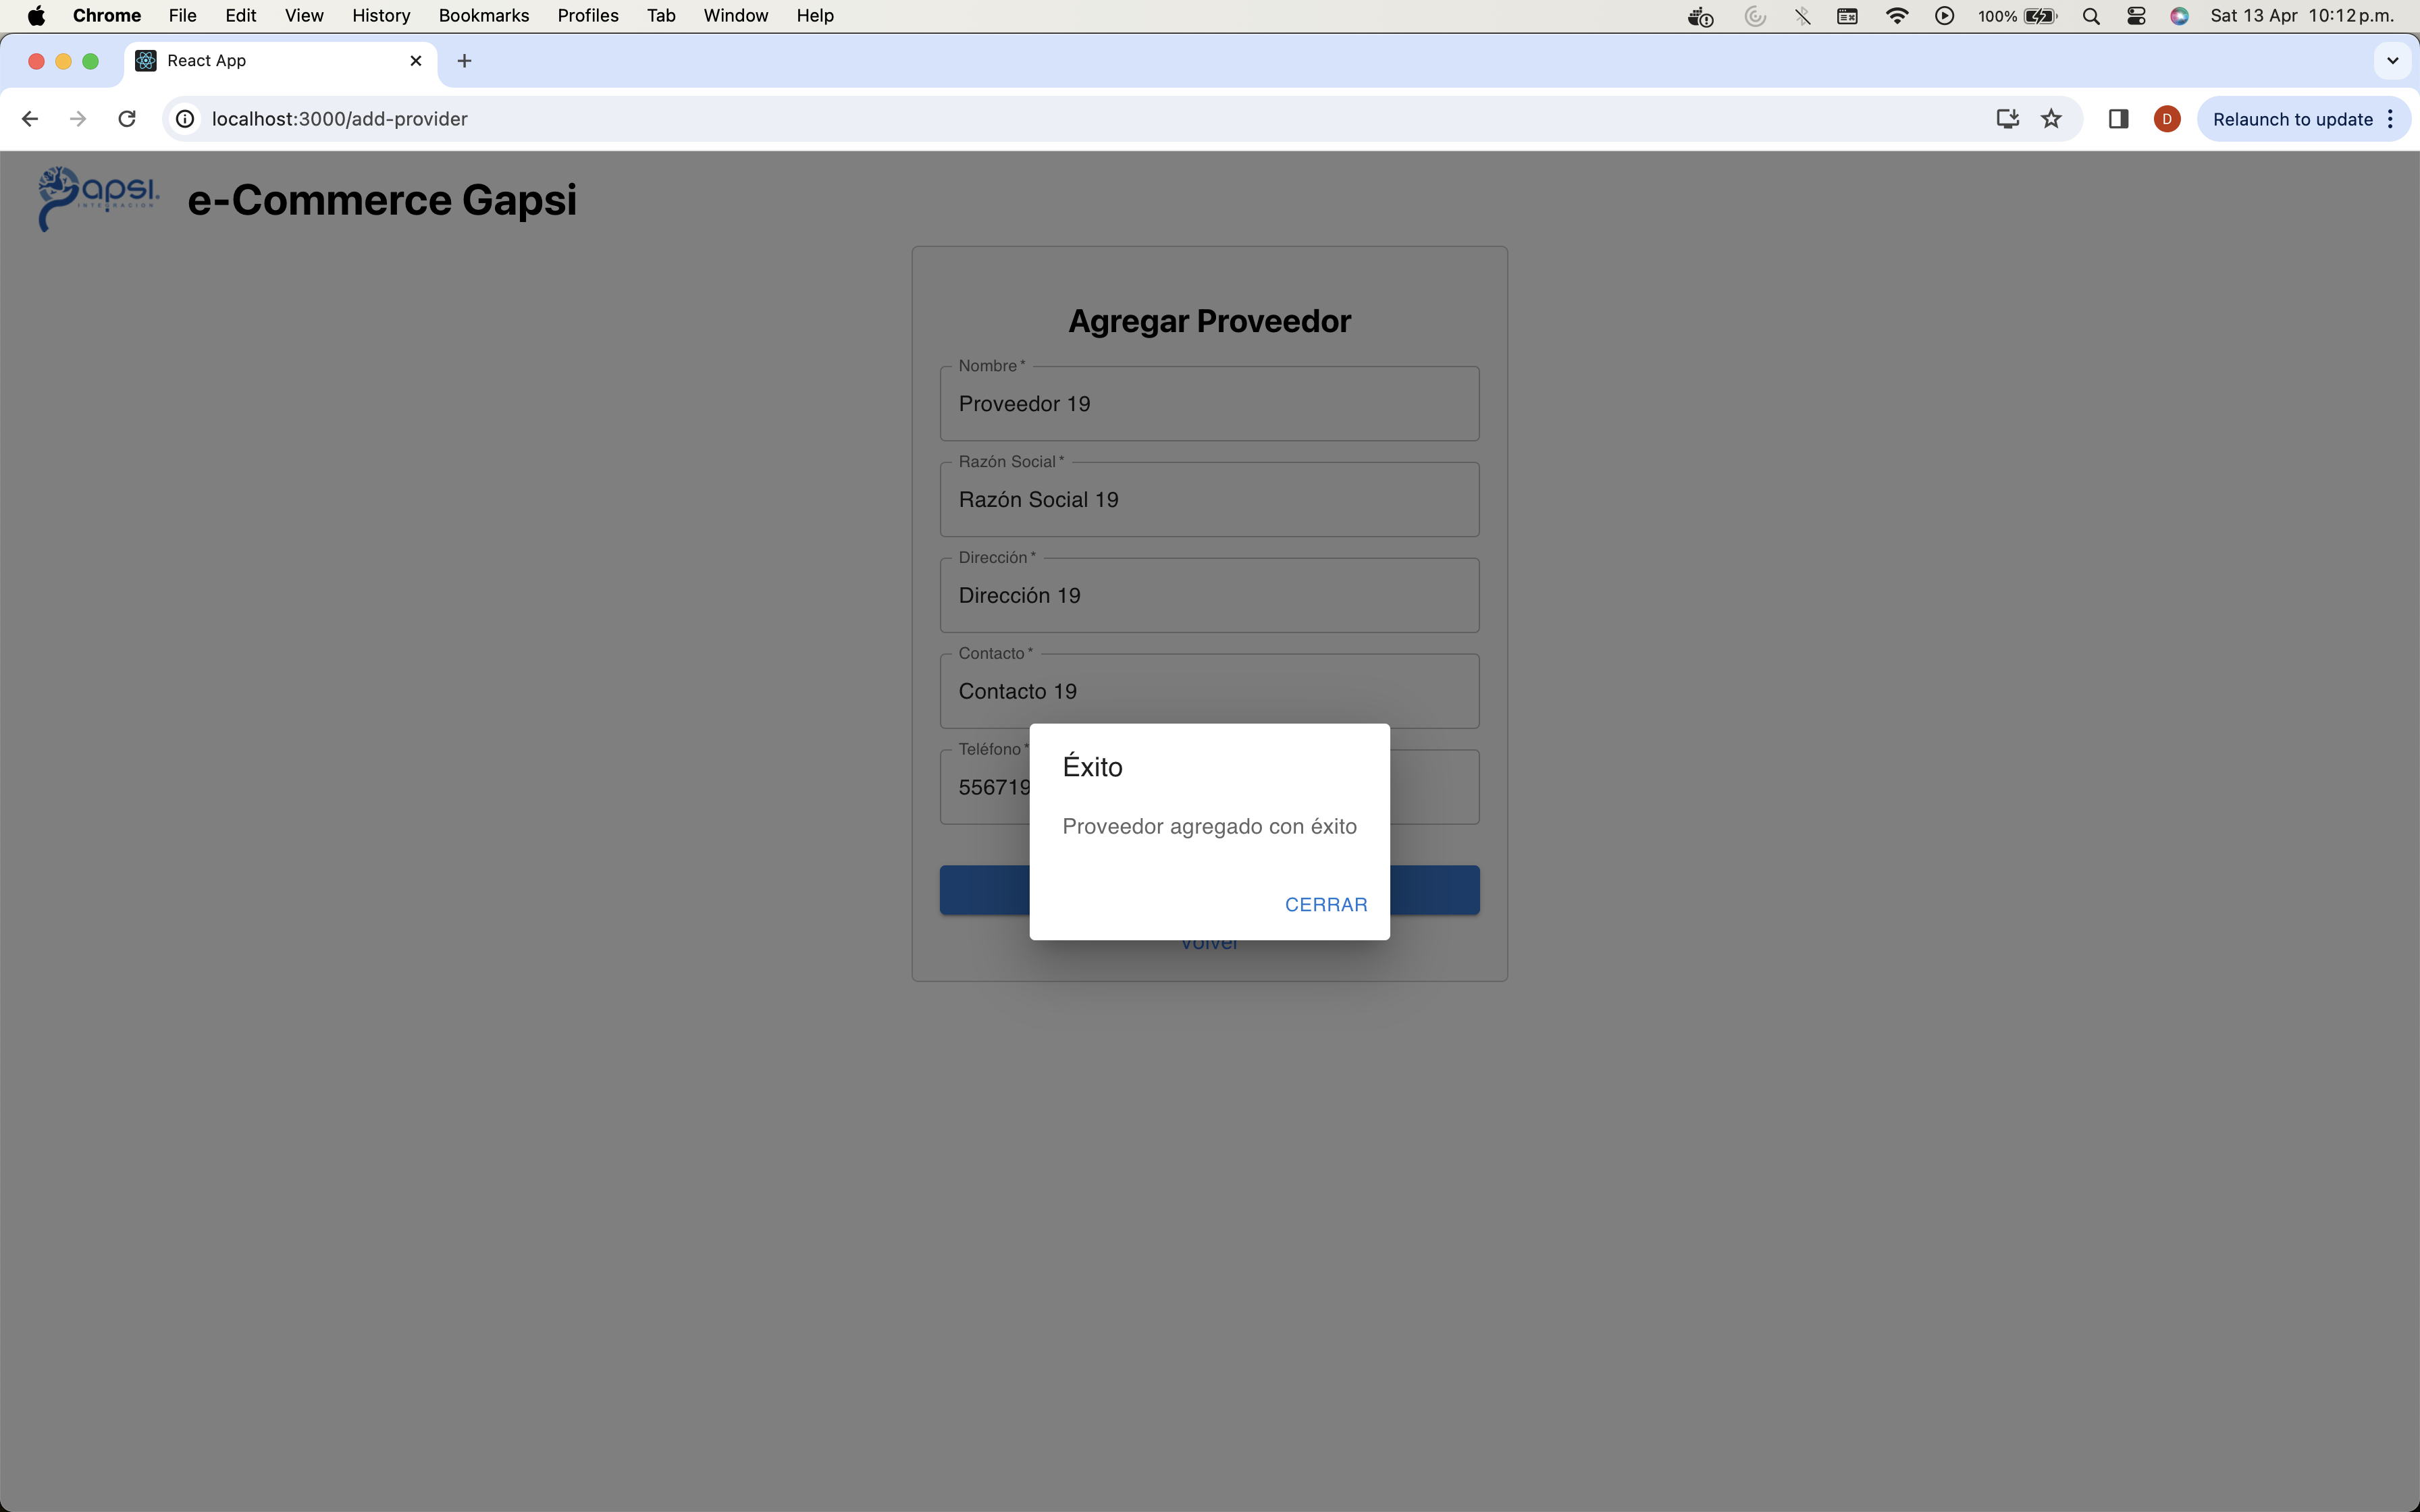 Chrome File Edit View History Bookmarks Profiles Tab Window Help 100% Sat 13 Apr 10:12 p.m.
React App
localhost:3000/add-provider D Relaunch to update
apsi. e-Commerce Gapsi
INTEGRACIÓN
Agregar Proveedor
Nombre *
Proveedor 19
Razón Social *
Razón Social 19
Dirección *
Dirección 19
Contacto *
Contacto 19
Teléfono *
556719
Éxito
Proveedor agregado con éxito
CERRAR
Volver